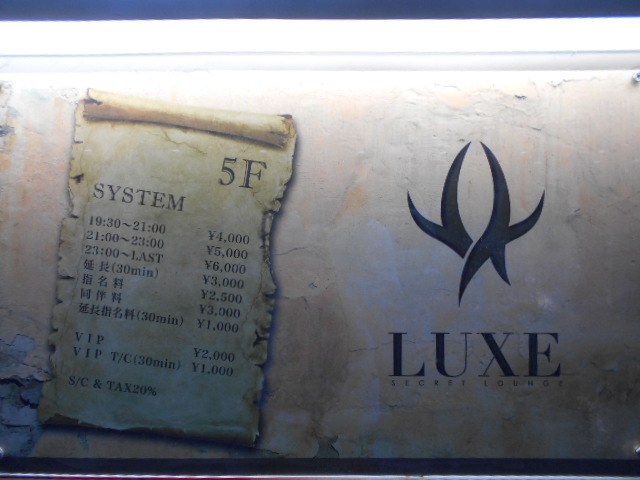 5F
SYSTEM
19:30～21:00 ¥4,000
21:00～23:00 ¥5,000
23:00～LAST ¥6,000
延長(30min) ¥3,000
指名料 ¥2,500
同伴料 ¥3,000
延長指名料(30min) ¥1,000
VIP ¥2,000
VIP T/C(30min) ¥1,000
S/C & TAX20%
LUXE
SECRET LOUNGE